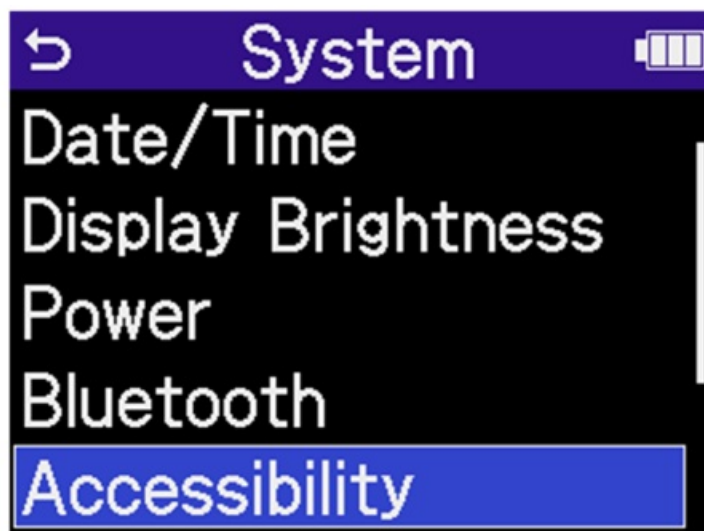 System
Date/Time
Display Brightness
Power
Bluetooth
Accessibility